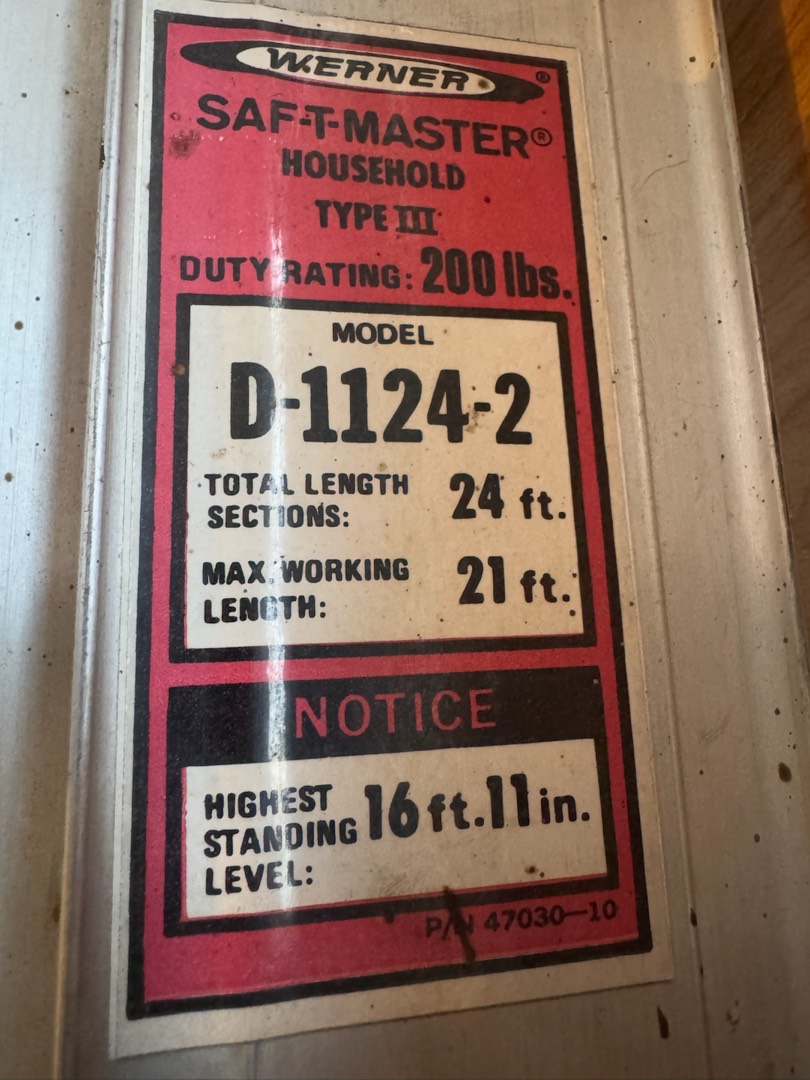 WERNER®
SAF-T-MASTER®
HOUSEHOLD
TYPE III
DUTY RATING: 200 lbs.
MODEL
D-1124-2
TOTAL LENGTH SECTIONS: 24 ft.
MAX. WORKING LENGTH: 21 ft.
NOTICE
HIGHEST STANDING LEVEL: 16 ft. 11 in.
P/N 47030-10